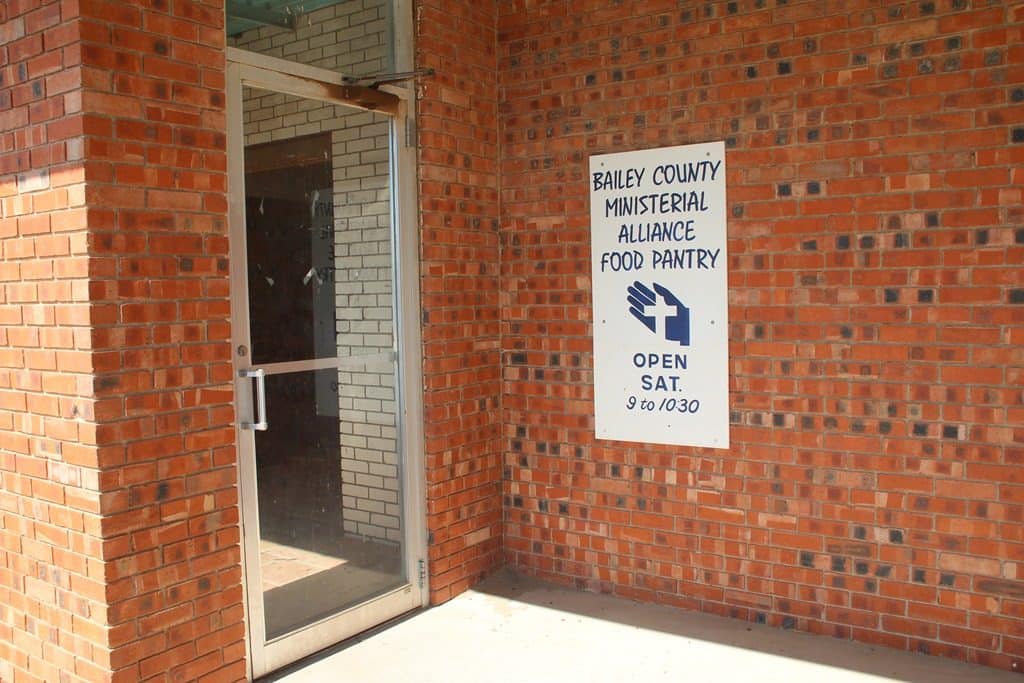 BAILEY COUNTY
MINISTERIAL
ALLIANCE
FOOD PANTRY
OPEN
SAT.
9 to 10:30